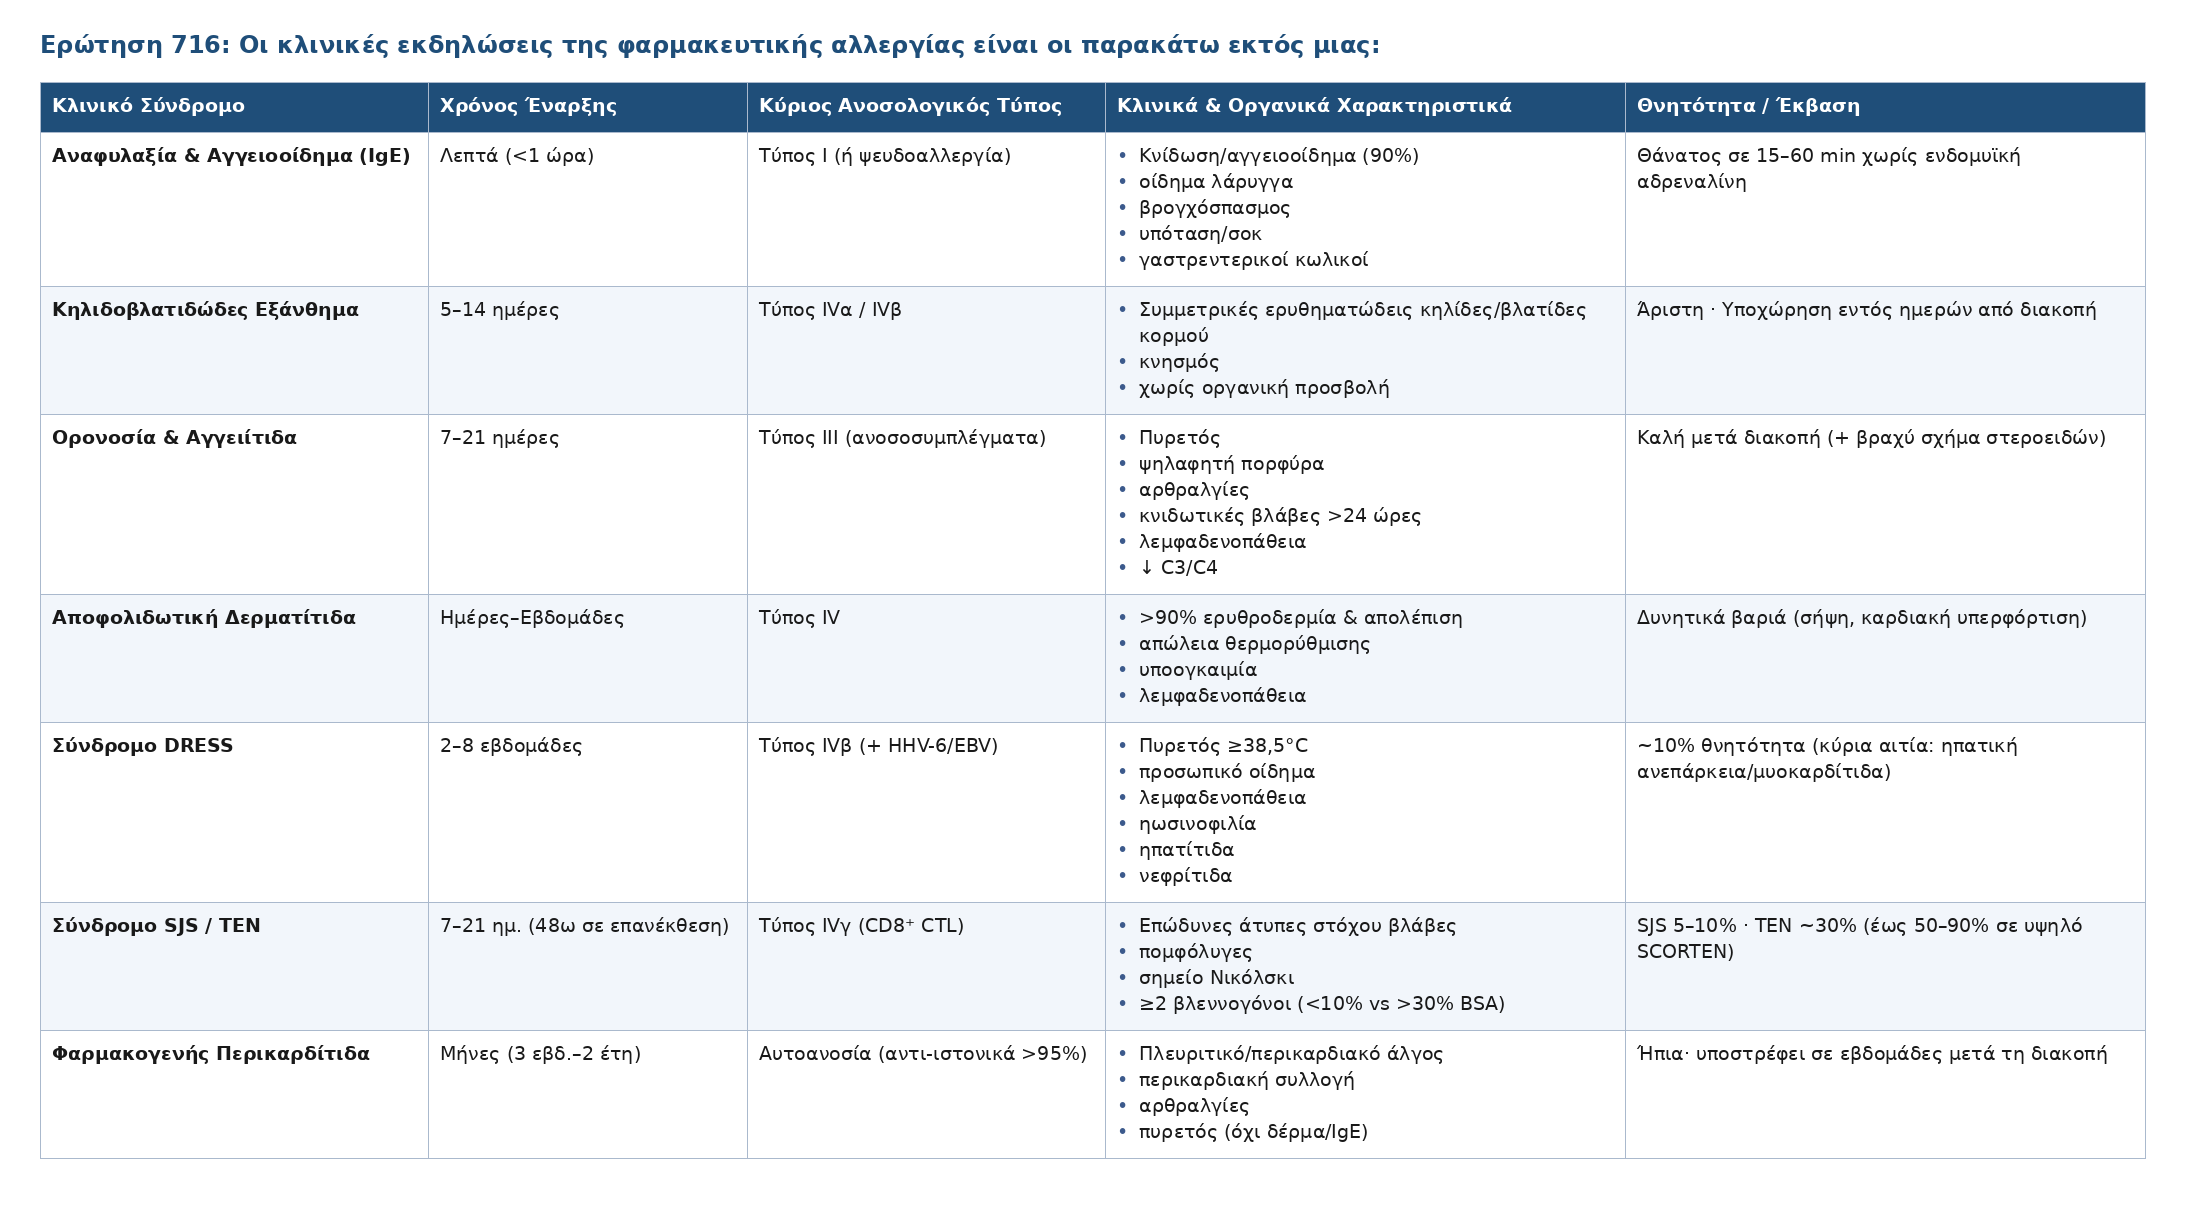 Ερώτηση 716: Οι κλινικές εκδηλώσεις της φαρμακευτικής αλλεργίας είναι οι παρακάτω εκτός μιας:
Κλινικό Σύνδρομο
Χρόνος Έναρξης
Κύριος Ανοσολογικός Τύπος
Κλινικά & Οργανικά Χαρακτηριστικά
Θνητότητα / Έκβαση
Αναφυλαξία & Αγγειοοίδημα (IgE)
Λεπτά (<1 ώρα)
Τύπος I (ή ψευδοαλλεργία)
• Κνίδωση/αγγειοοίδημα (90%)
• οίδημα λάρυγγα
• βρογχόσπασμος
• υπόταση/σοκ
• γαστρεντερικοί κωλικοί
Θάνατος σε 15–60 min χωρίς ενδομυϊκή
αδρεναλίνη
Κηλιδοβλατιδώδες Εξάνθημα
5–14 ημέρες
Τύπος IVα / IVβ
• Συμμετρικές ερυθηματώδεις κηλίδες/βλατίδες
κορμού
• κνησμός
• χωρίς οργανική προσβολή
Άριστη · Υποχώρηση εντός ημερών από διακοπή
Ορονοσία & Αγγειίτιδα
7–21 ημέρες
Τύπος III (ανοσοσυμπλέγματα)
• Πυρετός
• ψηλαφητή πορφύρα
• αρθραλγίες
• κνιδωτικές βλάβες >24 ώρες
• λεμφαδενοπάθεια
• ↓ C3/C4
Καλή μετά διακοπή (+ βραχύ σχήμα στεροειδών)
Αποφολιδωτική Δερματίτιδα
Ημέρες–Εβδομάδες
Τύπος IV
• >90% ερυθροδερμία & απολέπιση
• απώλεια θερμορύθμισης
• υποογκαιμία
• λεμφαδενοπάθεια
Δυνητικά βαριά (σήψη, καρδιακή υπερφόρτιση)
Σύνδρομο DRESS
2–8 εβδομάδες
Τύπος IVβ (+ HHV-6/EBV)
• Πυρετός ≥38,5°C
• προσωπικό οίδημα
• λεμφαδενοπάθεια
• ηωσινοφιλία
• ηπατίτιδα
• νεφρίτιδα
~10% θνητότητα (κύρια αιτία: ηπατική
ανεπάρκεια/μυοκαρδίτιδα)
Σύνδρομο SJS / TEN
7–21 ημ. (48ω σε επανέκθεση)
Τύπος IVγ (CD8⁺ CTL)
• Επώδυνες άτυπες στόχου βλάβες
• πομφόλυγες
• σημείο Νικόλσκι
• ≥2 βλεννογόνοι (<10% vs >30% BSA)
SJS 5–10% · TEN ~30% (έως 50–90% σε υψηλό
SCORTEN)
Φαρμακογενής Περικαρδίτιδα
Μήνες (3 εβδ.–2 έτη)
Αυτοανοσία (αντι-ιστονικά >95%)
• Πλευριτικό/περικαρδιακό άλγος
• περικαρδιακή συλλογή
• αρθραλγίες
• πυρετός (όχι δέρμα/IgE)
Ήπια· υποστρέφει σε εβδομάδες μετά τη διακοπή